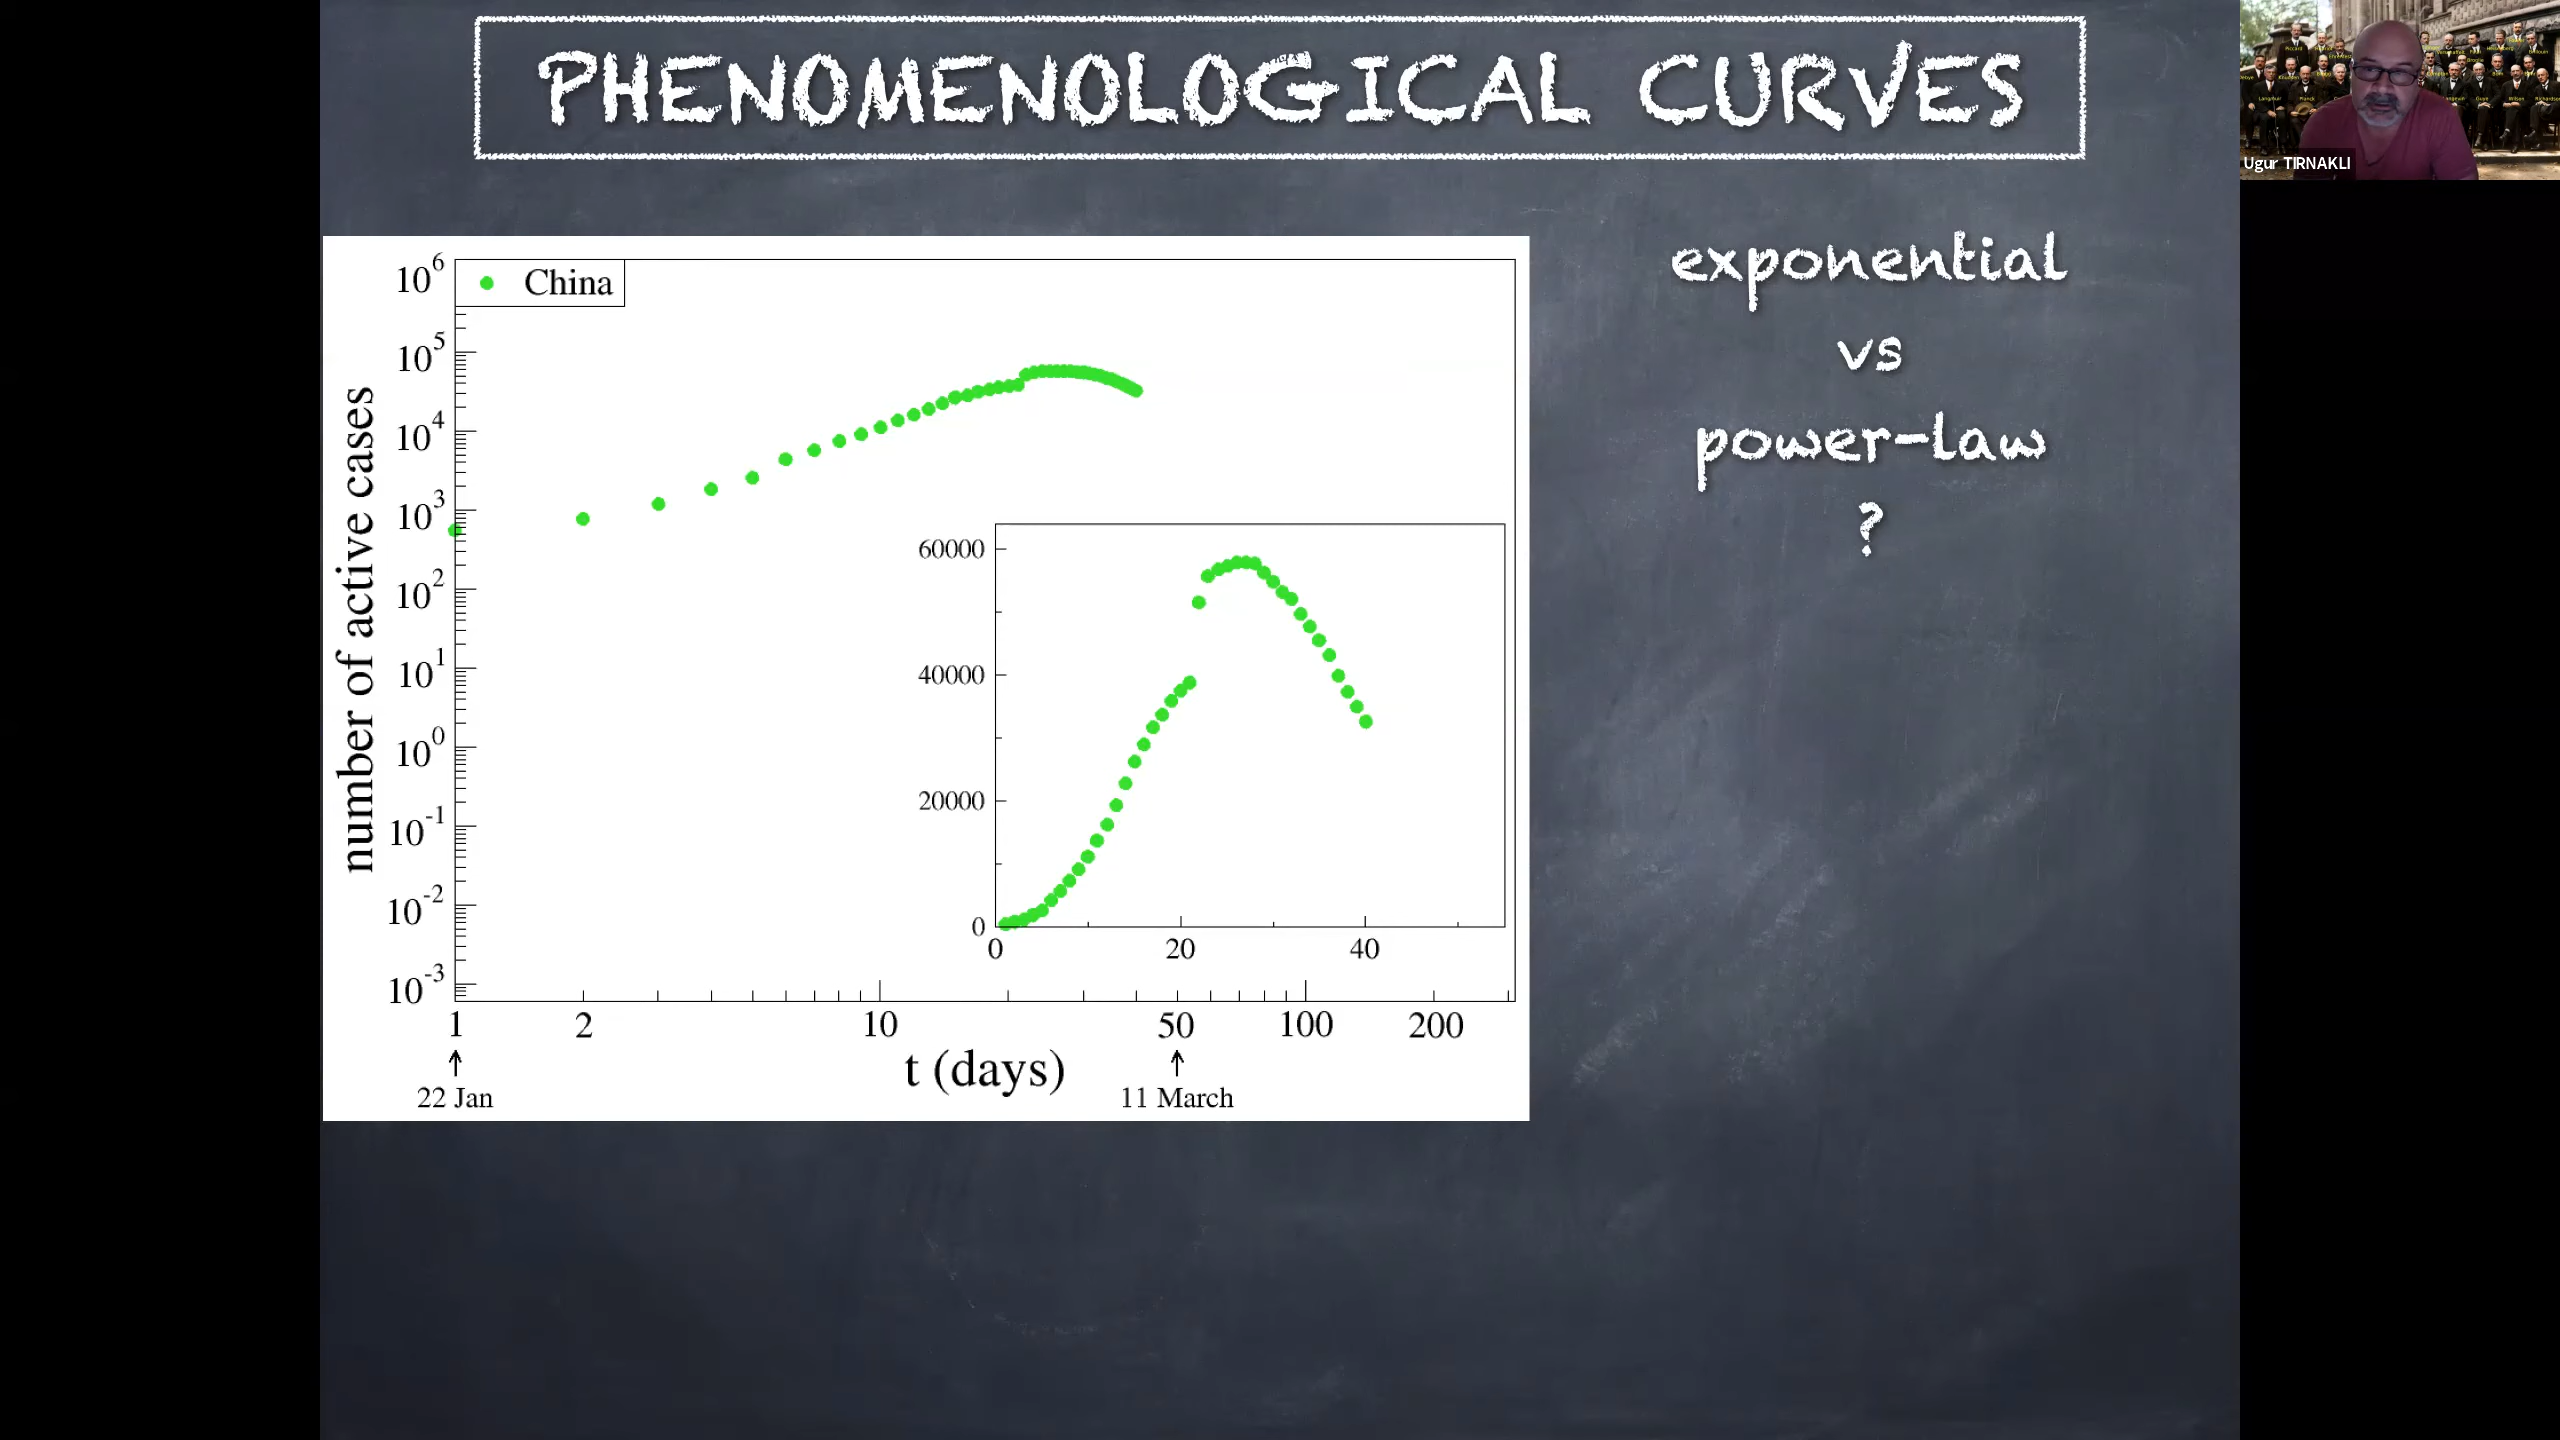 PHENOMENOLOGICAL CURVES
Ugur TIRNAKLI
exponential
vs
power-law
?
China
number of active cases
10^6
10^5
10^4
10^3
10^2
10^1
10^0
10^-1
10^-2
10^-3
60000
40000
20000
0
0 20 40
1 2 10 50 100 200
t (days)
22 Jan 11 March